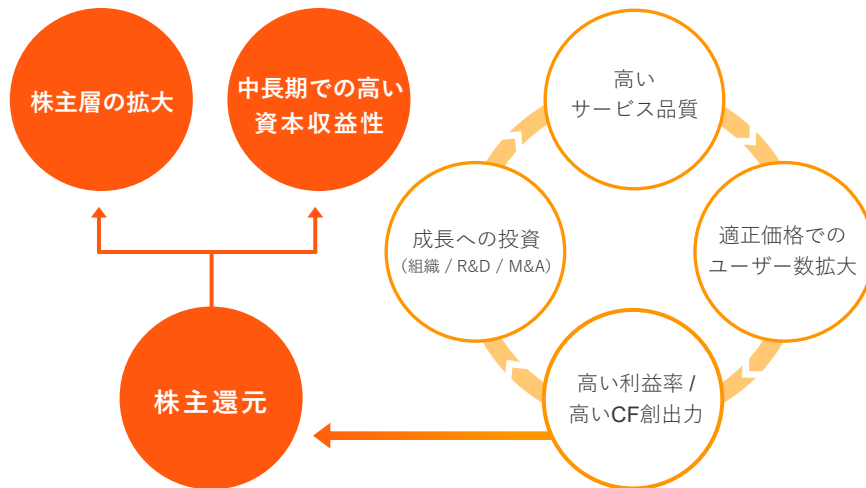 株主層の拡大
中長期での高い
資本収益性
高い
サービス品質
成長への投資
(組織 / R&D / M&A)
適正価格での
ユーザー数拡大
株主還元
高い利益率 /
高いCF創出力